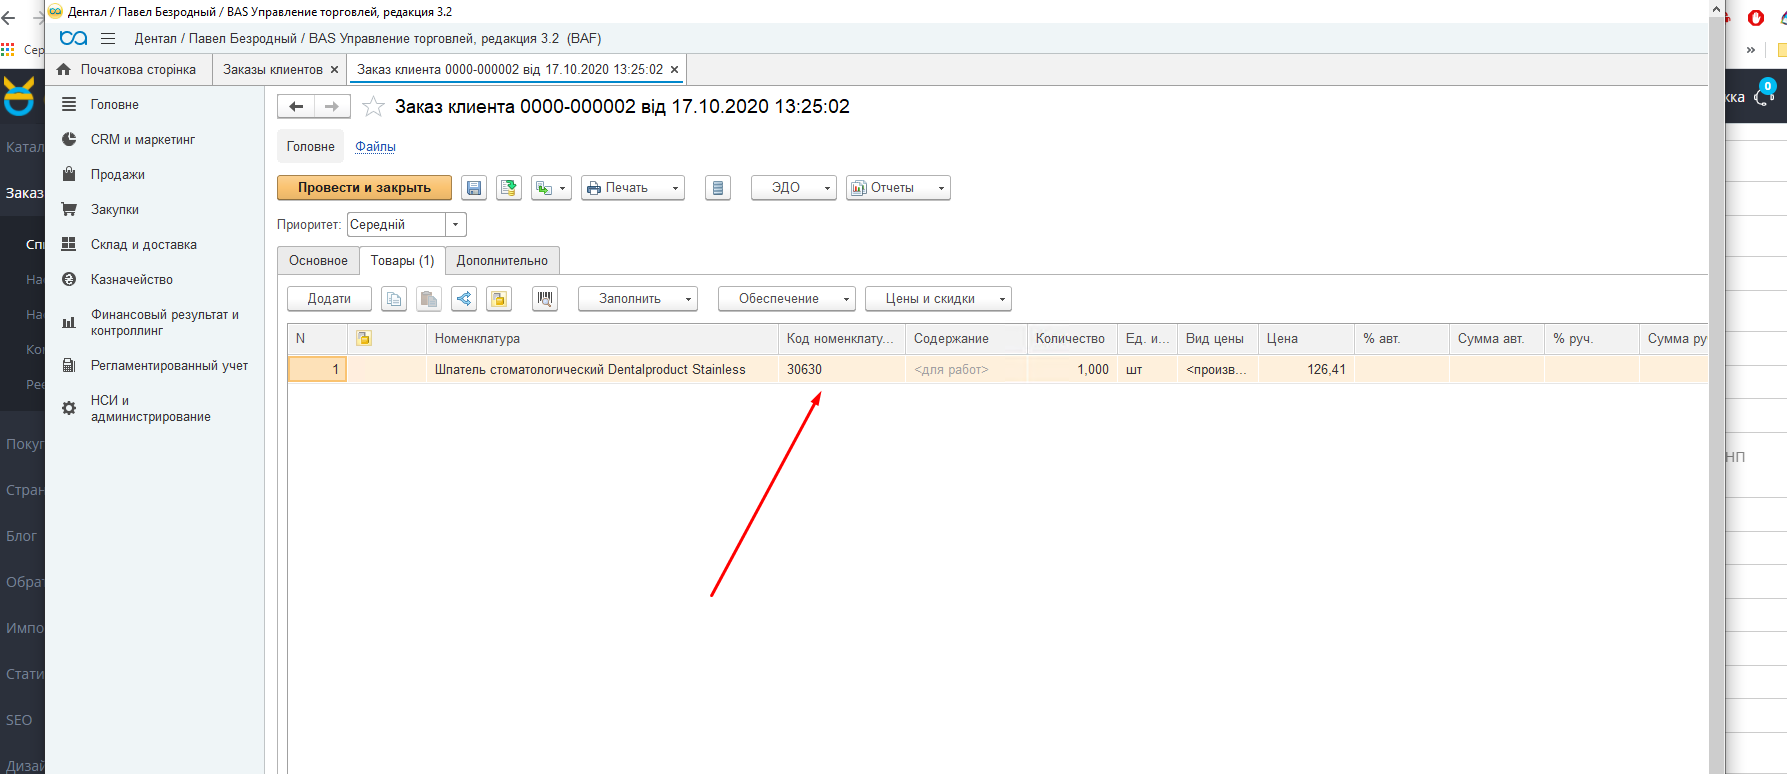 Дентал / Павел Безродный / BAS Управление торговлей, редакция 3.2
Дентал / Павел Безродный / BAS Управление торговлей, редакция 3.2 (BAF)
Сер
Початкова сторінка
Заказы клиентов ×
Заказ клиента 0000-000002 від 17.10.2020 13:25:02 ×
0
жка
Катал
Заказ
Спи
Нас
Нас
Кон
Рее
Покуп
Стран
Блог
Обрат
Импо
Стати
SEO
Дизай
Головне
CRM и маркетинг
Продажи
Закупки
Склад и доставка
Казначейство
Финансовый результат и
контроллинг
Регламентированный учет
НСИ и
администрирование
Заказ клиента 0000-000002 від 17.10.2020 13:25:02
Головне
Файлы
Провести и закрыть
Печать
ЭДО
Отчеты
Приоритет: Середній
Основное
Товары (1)
Дополнительно
Додати
Заполнить
Обеспечение
Цены и скидки
N Номенклатура Код номенклату... Содержание Количество Ед. и... Вид цены Цена % авт. Сумма авт. % руч. Сумма ру
1 Шпатель стоматологический Dentalproduct Stainless 30630 <для работ> 1,000 шт <произв... 126,41
НП